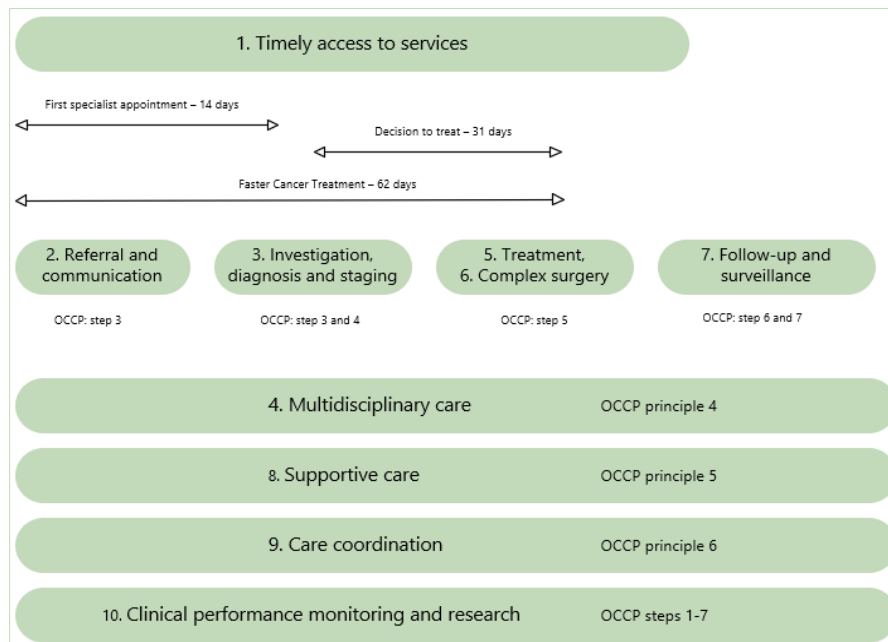 1. Timely access to services
First specialist appointment – 14 days
Decision to treat – 31 days
Faster Cancer Treatment – 62 days
2. Referral and
communication
3. Investigation,
diagnosis and staging
5. Treatment,
6. Complex surgery
7. Follow-up and
surveillance
OCCP: step 3
OCCP: step 3 and 4
OCCP: step 5
OCCP: step 6 and 7
4. Multidisciplinary care
OCCP principle 4
8. Supportive care
OCCP principle 5
9. Care coordination
OCCP principle 6
10. Clinical performance monitoring and research
OCCP steps 1-7